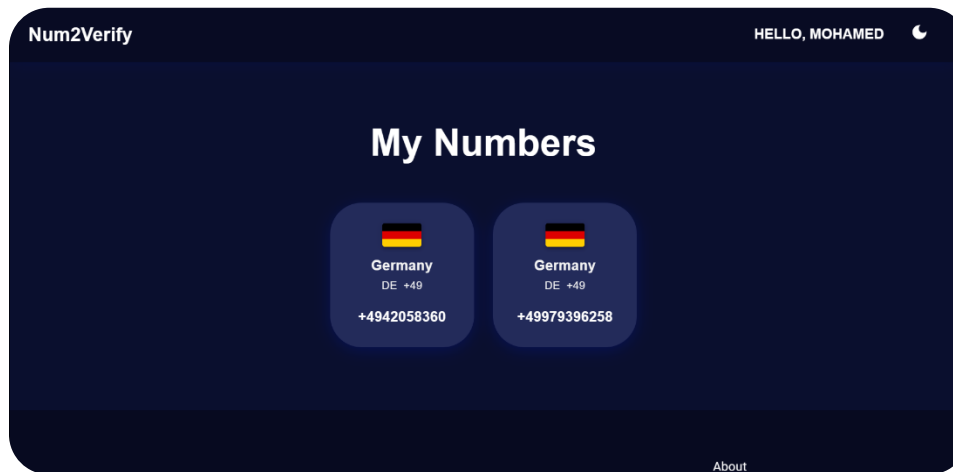 Num2Verify
HELLO, MOHAMED
My Numbers
Germany
DE +49
+4942058360
Germany
DE +49
+49979396258
About